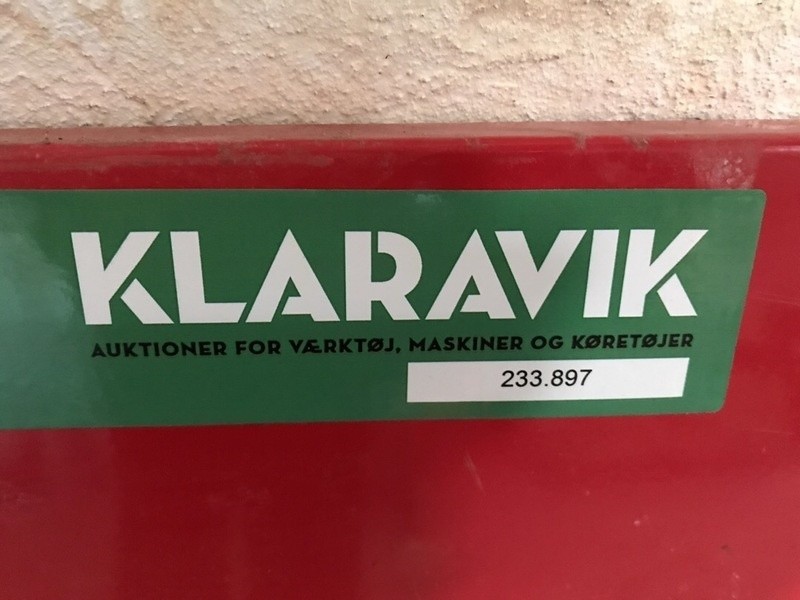 KLARAVIK
AUKTIONER FOR VÆRKTØJ, MASKINER OG KØRETØJER
233.897